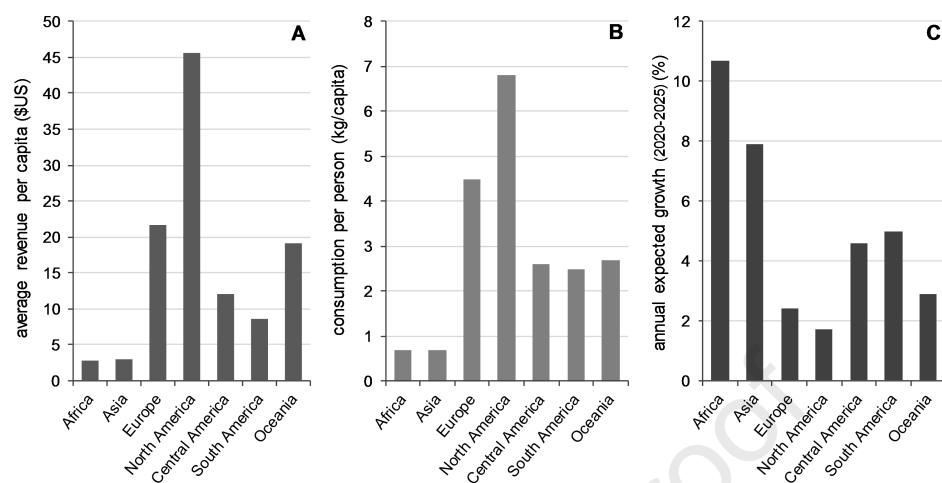 A
average revenue per capita ($US)
50
45
40
35
30
25
20
15
10
5
0
Africa
Asia
Europe
North America
Central America
South America
Oceania
B
consumption per person (kg/capita)
8
7
6
5
4
3
2
1
0
Africa
Asia
Europe
North America
Central America
South America
Oceania
C
annual expected growth (2020-2025) (%)
12
10
8
6
4
2
0
Africa
Asia
Europe
North America
Central America
South America
Oceania
roof